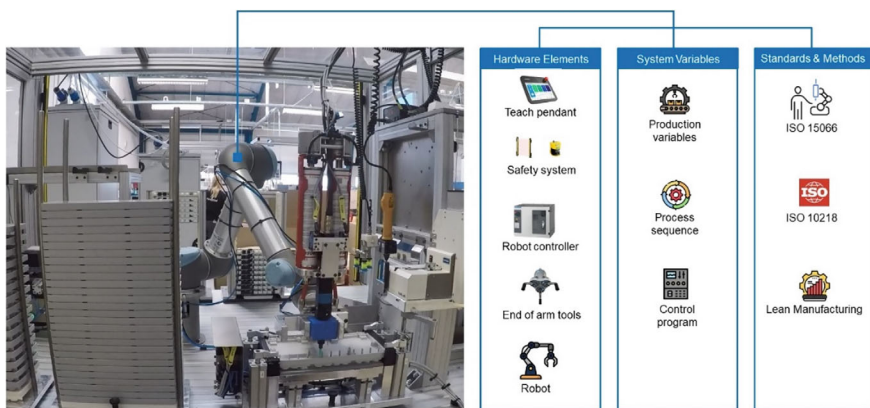 Hardware Elements
Teach pendant
Safety system
Robot controller
End of arm tools
Robot
System Variables
Production
variables
Process
sequence
Control
program
Standards & Methods
ISO 15066
ISO
ISO 10218
Lean Manufacturing